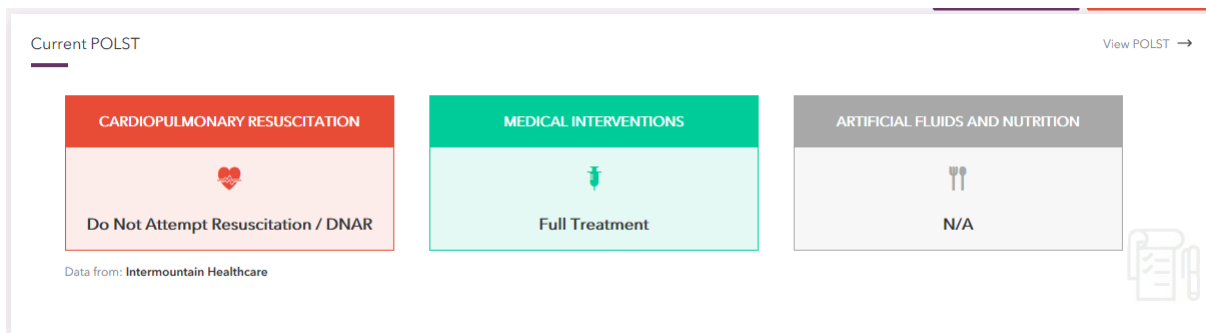 Current POLST
View POLST →
CARDIOPULMONARY RESUSCITATION
Do Not Attempt Resuscitation / DNAR
MEDICAL INTERVENTIONS
Full Treatment
ARTIFICIAL FLUIDS AND NUTRITION
N/A
Data from: Intermountain Healthcare